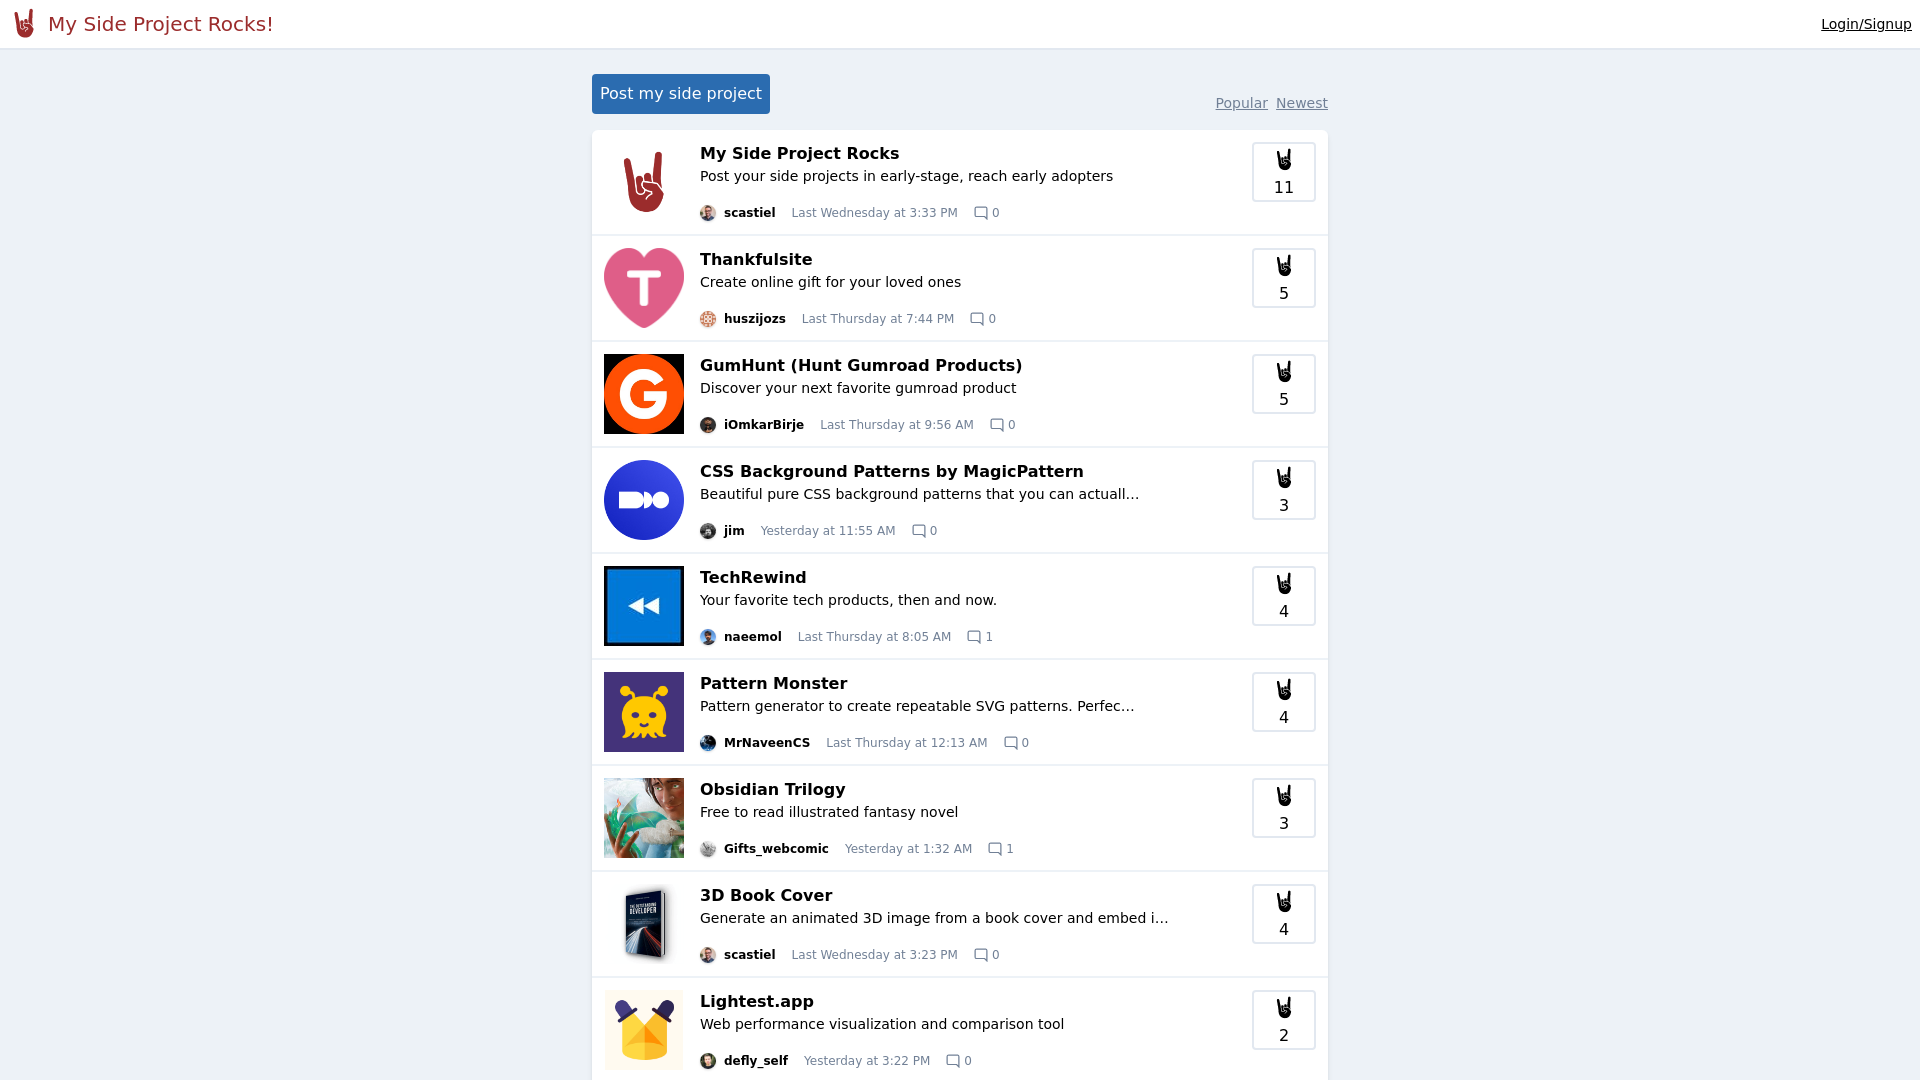 My Side Project Rocks!
Login/Signup
Post my side project
Popular Newest
My Side Project Rocks
Post your side projects in early-stage, reach early adopters
scastiel Last Wednesday at 3:33 PM 0
11
T
Thankfulsite
Create online gift for your loved ones
huszijozs Last Thursday at 7:44 PM 0
5
G
GumHunt (Hunt Gumroad Products)
Discover your next favorite gumroad product
iOmkarBirje Last Thursday at 9:56 AM 0
5
CSS Background Patterns by MagicPattern
Beautiful pure CSS background patterns that you can actuall…
jim Yesterday at 11:55 AM 0
3
TechRewind
Your favorite tech products, then and now.
naeemol Last Thursday at 8:05 AM 1
4
Pattern Monster
Pattern generator to create repeatable SVG patterns. Perfec…
MrNaveenCS Last Thursday at 12:13 AM 0
4
Obsidian Trilogy
Free to read illustrated fantasy novel
Gifts_webcomic Yesterday at 1:32 AM 1
3
DEVELOPER
3D Book Cover
Generate an animated 3D image from a book cover and embed i…
scastiel Last Wednesday at 3:23 PM 0
4
Lightest.app
Web performance visualization and comparison tool
defly_self Yesterday at 3:22 PM 0
2